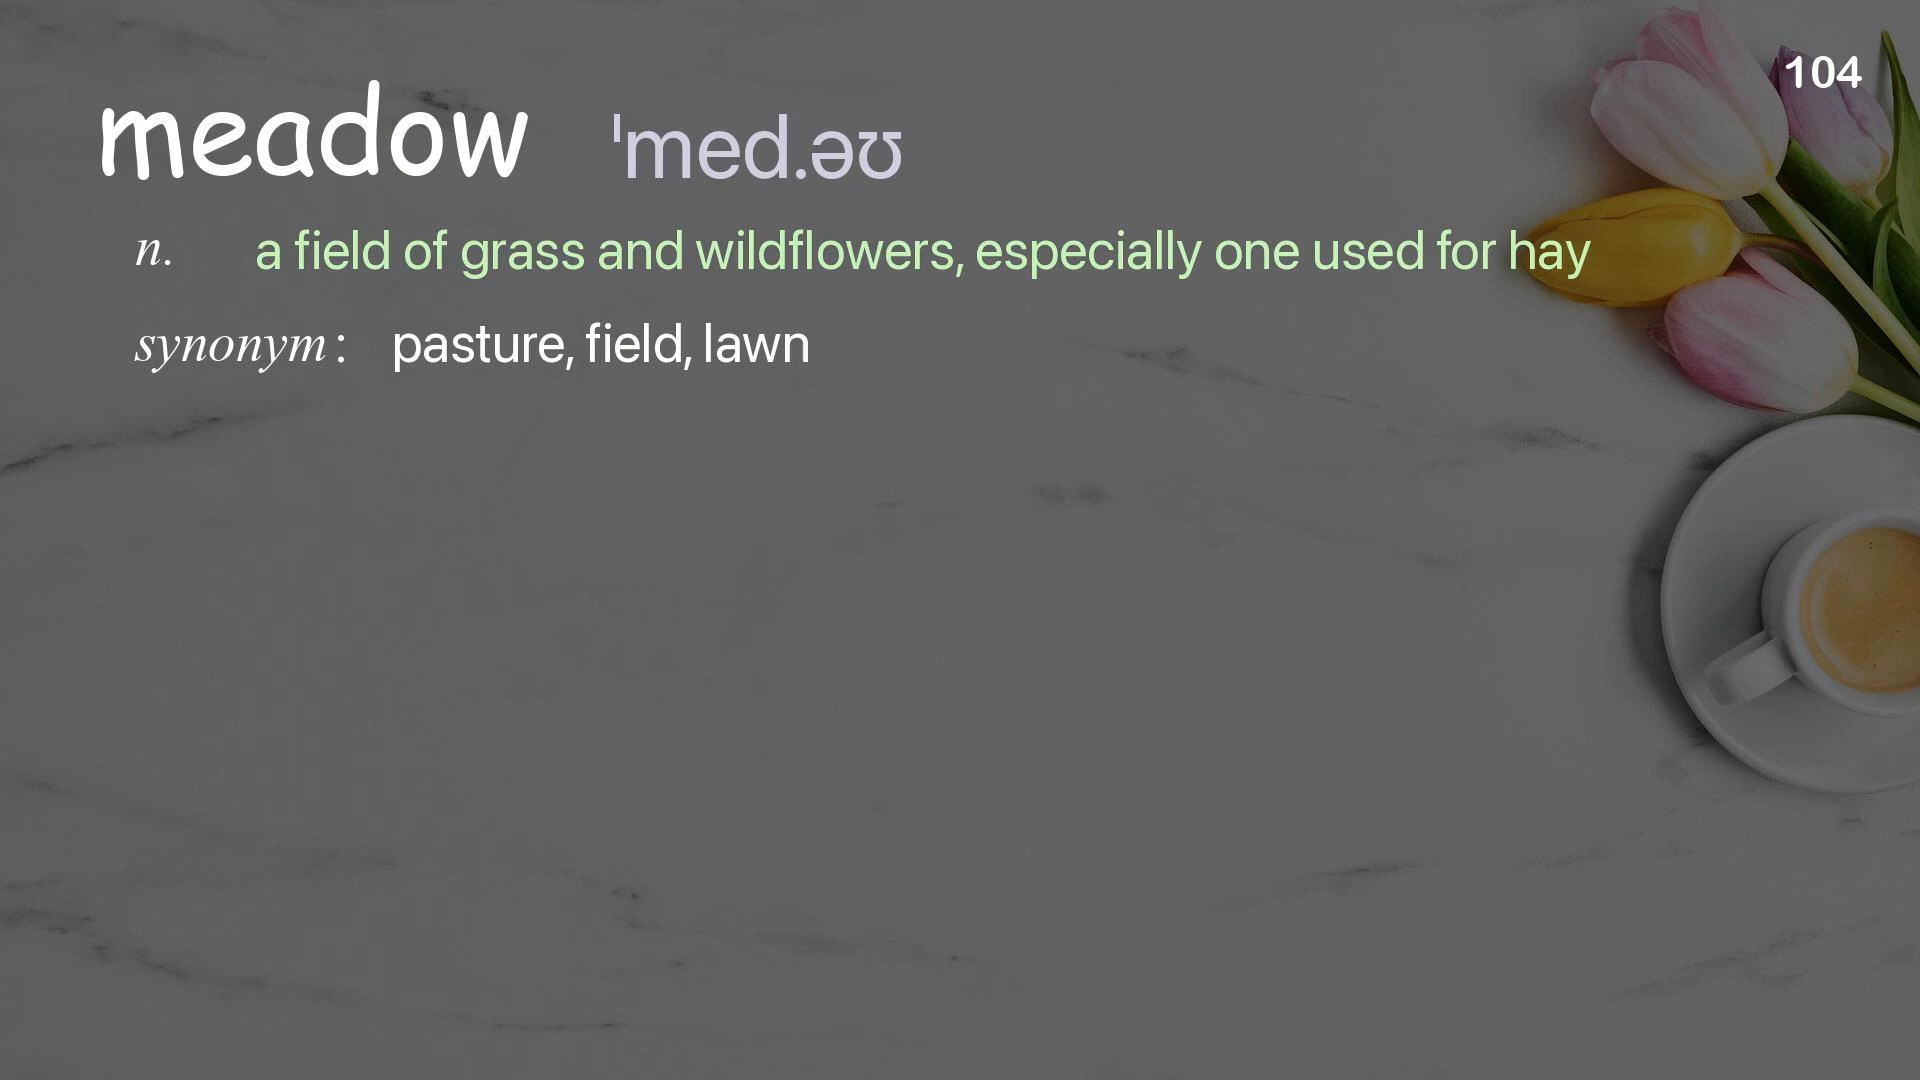 104
meadow ˈmed.əʊ
n. a field of grass and wildflowers, especially one used for hay
synonym: pasture, field, lawn